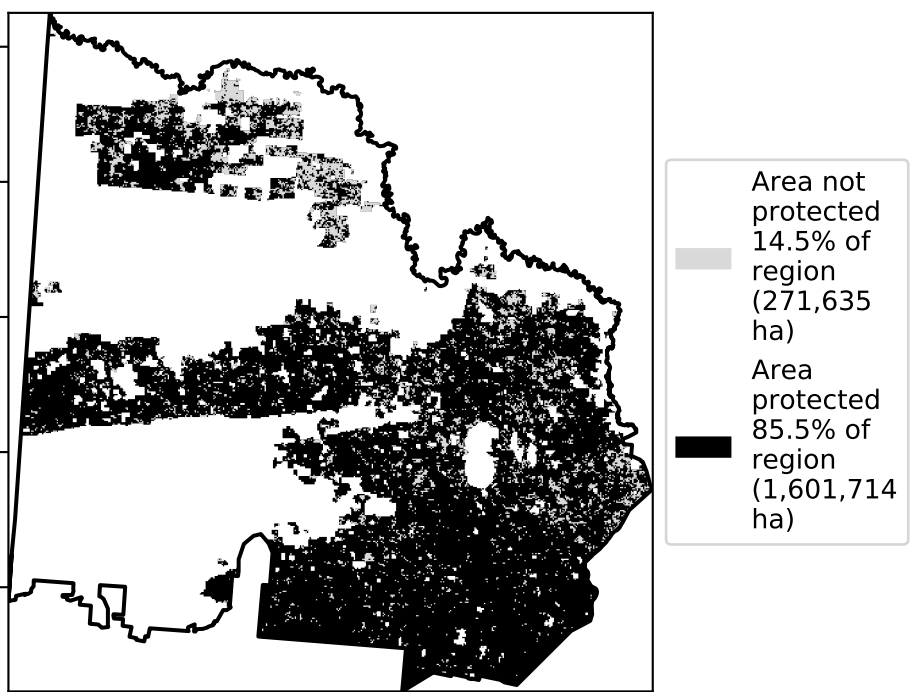 Area not
protected
14.5% of
region
(271,635
ha)
Area
protected
85.5% of
region
(1,601,714
ha)